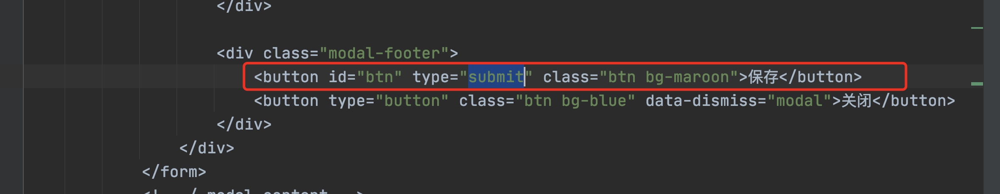 </div>
<div class="modal-footer">
<button id="btn" type="submit" class="btn bg-maroon">保存</button>
<button type="button" class="btn bg-blue" data-dismiss="modal">关闭</button>
</div>
</div>
</form>